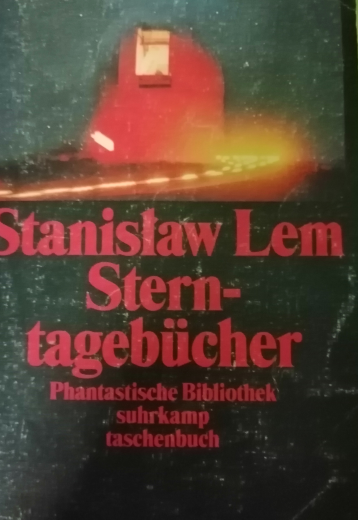 Stanisław Lem
Stern-
tagebücher
Phantastische Bibliothek
suhrkamp
taschenbuch